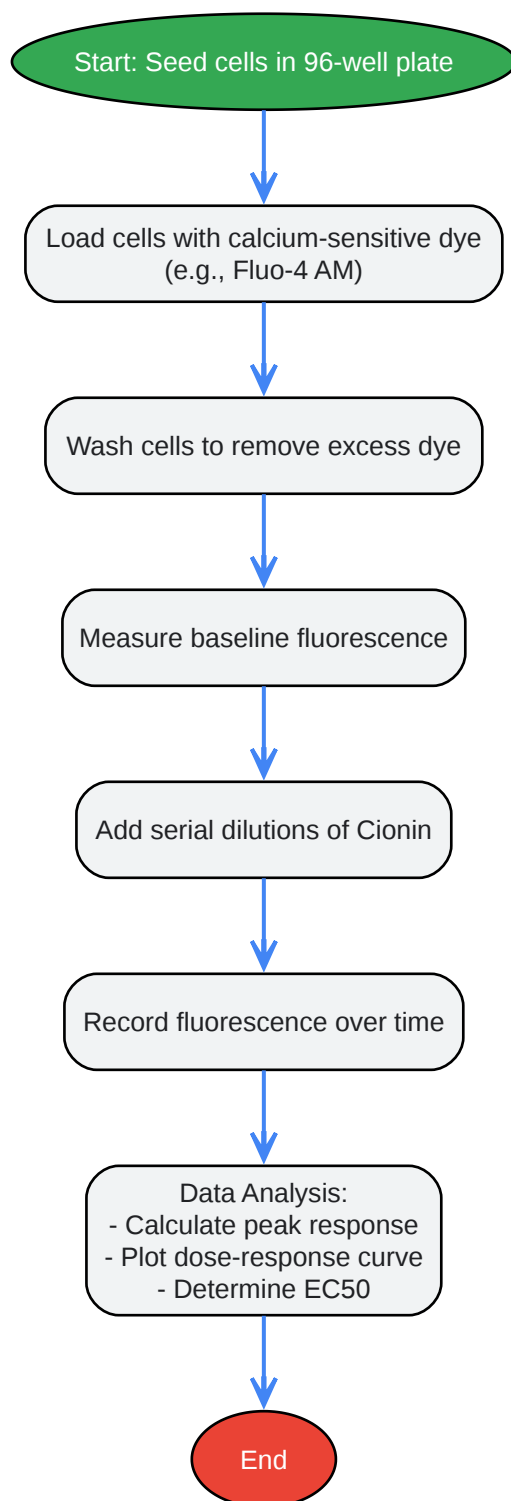 Start: Seed cells in 96-well plate
Load cells with calcium-sensitive dye
(e.g., Fluo-4 AM)
Wash cells to remove excess dye
Measure baseline fluorescence
Add serial dilutions of Cionin
Record fluorescence over time
Data Analysis:
- Calculate peak response
- Plot dose-response curve
- Determine EC50
End